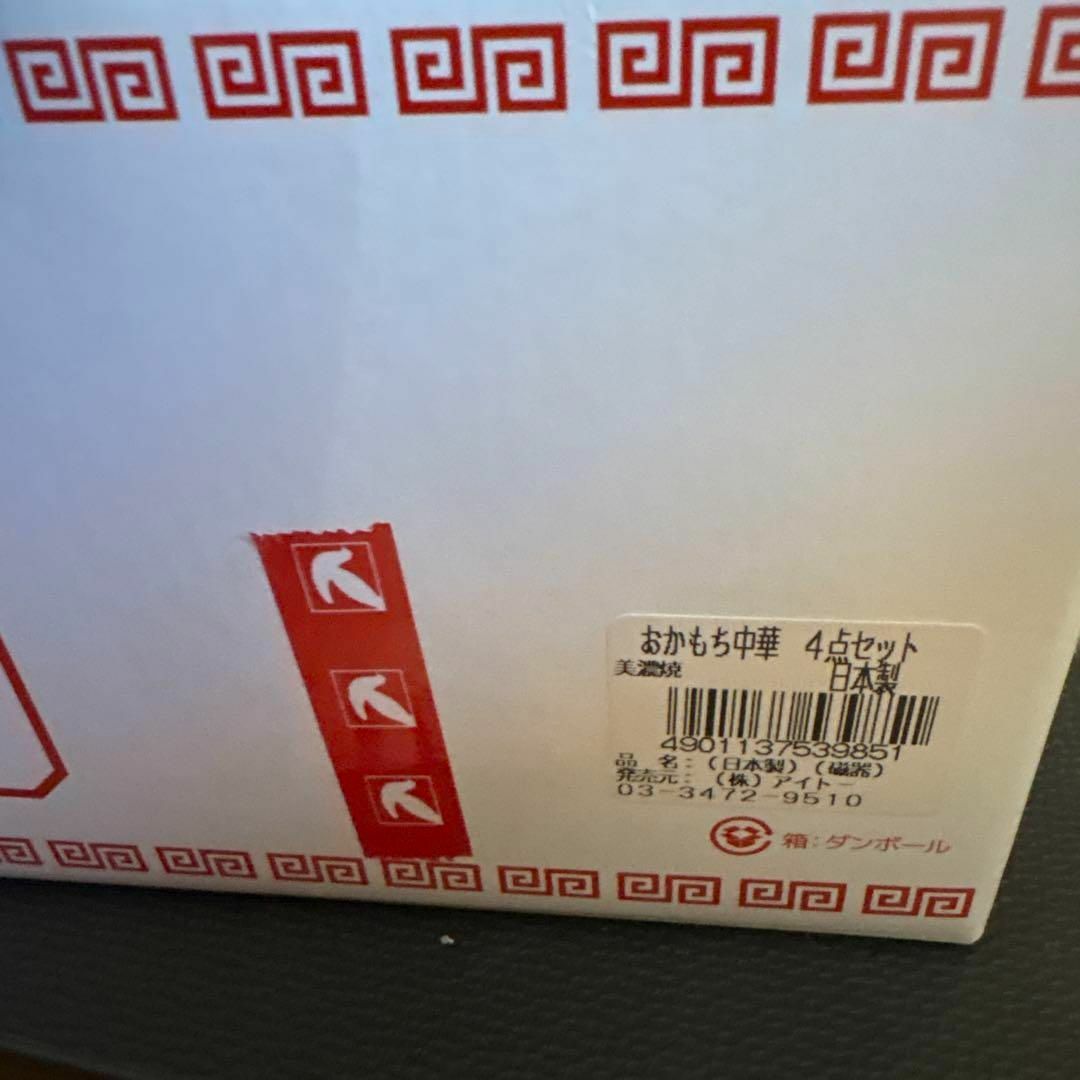 おかもち中華 4点セット
美濃焼 日本製
4901137539851
品 名:(日本製)(磁器)
発売元:(株)アイトー
03-3472-9510
箱:ダンボール